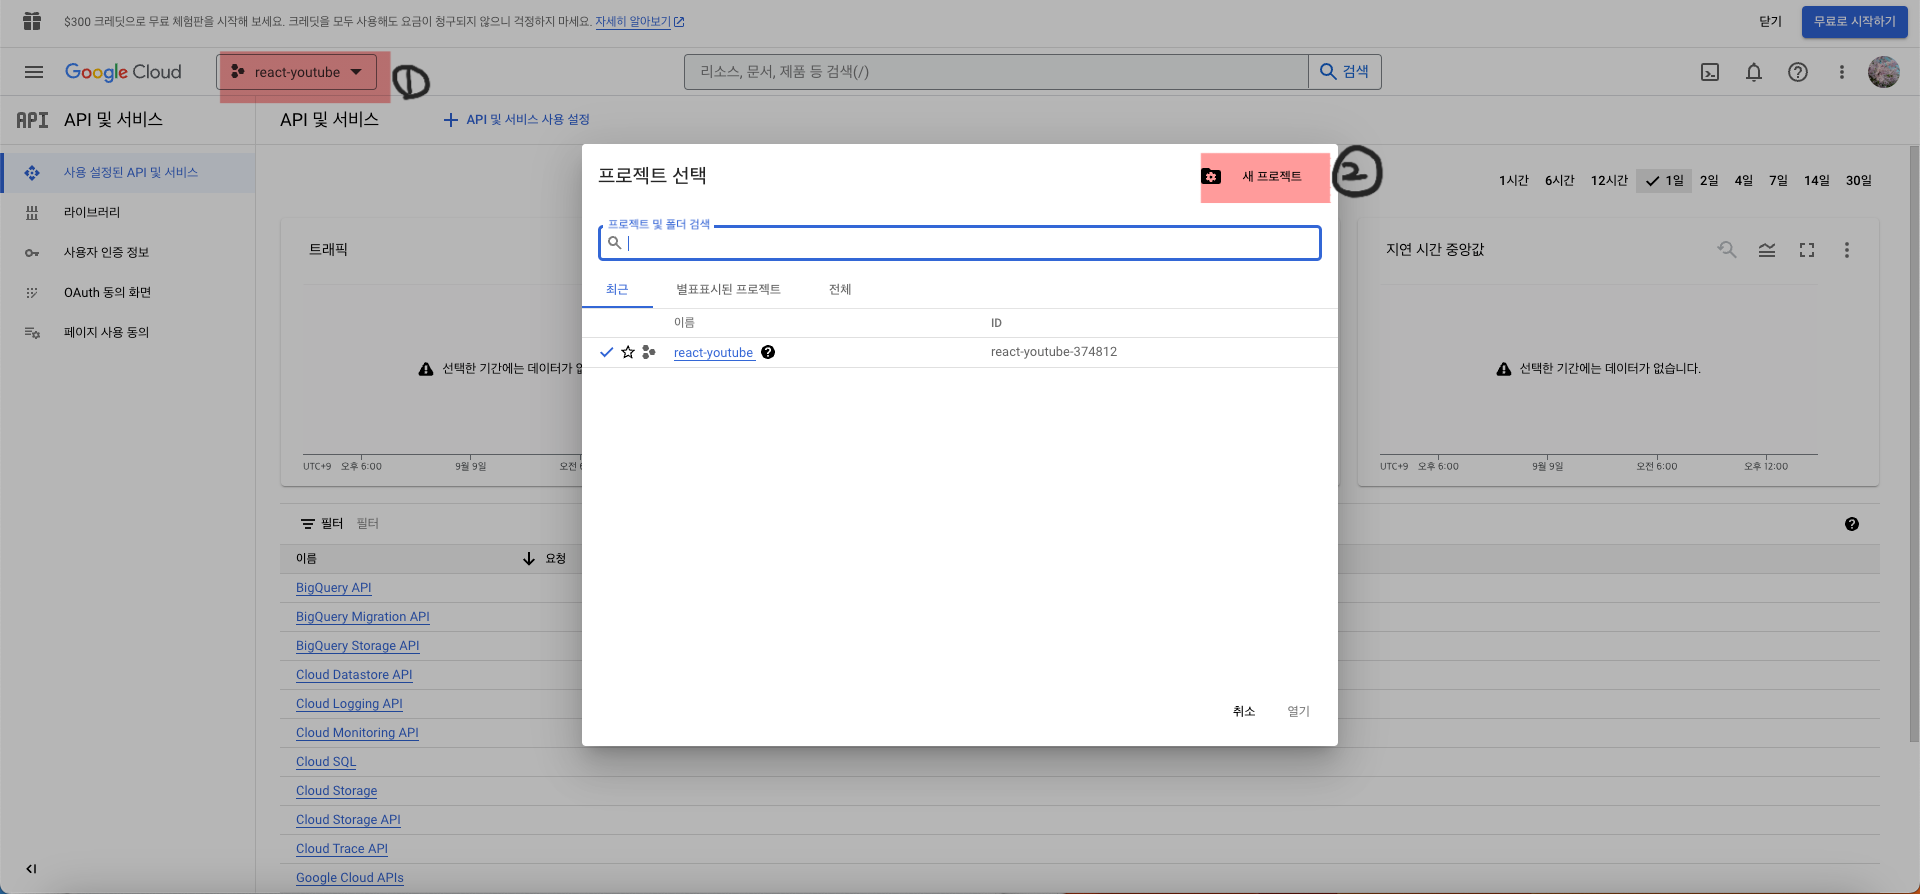 $300 크레딧으로 무료 체험판을 시작해 보세요. 크레딧을 모두 사용해도 요금이 청구되지 않으니 걱정하지 마세요. 자세히 알아보기
닫기
무료로 시작하기
Google Cloud
react-youtube
①
리소스, 문서, 제품 등 검색(/)
검색
API API 및 서비스
API 및 서비스
API 및 서비스 사용 설정
사용 설정된 API 및 서비스
라이브러리
사용자 인증 정보
OAuth 동의 화면
페이지 사용 동의
프로젝트 선택
새 프로젝트
②
프로젝트 및 폴더 검색
최근
별표표시된 프로젝트
전체
이름
ID
react-youtube
react-youtube-374812
취소
열기
1시간
6시간
12시간
1일
2일
4일
7일
14일
30일
트래픽
선택한 기간에는 데이터가
UTC+9
오후 6:00
9월 9일
오전 6
지연 시간 중앙값
선택한 기간에는 데이터가 없습니다.
UTC+9
오후 6:00
9월 9일
오전 6:00
오후 12:00
필터
필터
이름
요청
BigQuery API
BigQuery Migration API
BigQuery Storage API
Cloud Datastore API
Cloud Logging API
Cloud Monitoring API
Cloud SQL
Cloud Storage
Cloud Storage API
Cloud Trace API
Google Cloud APIs